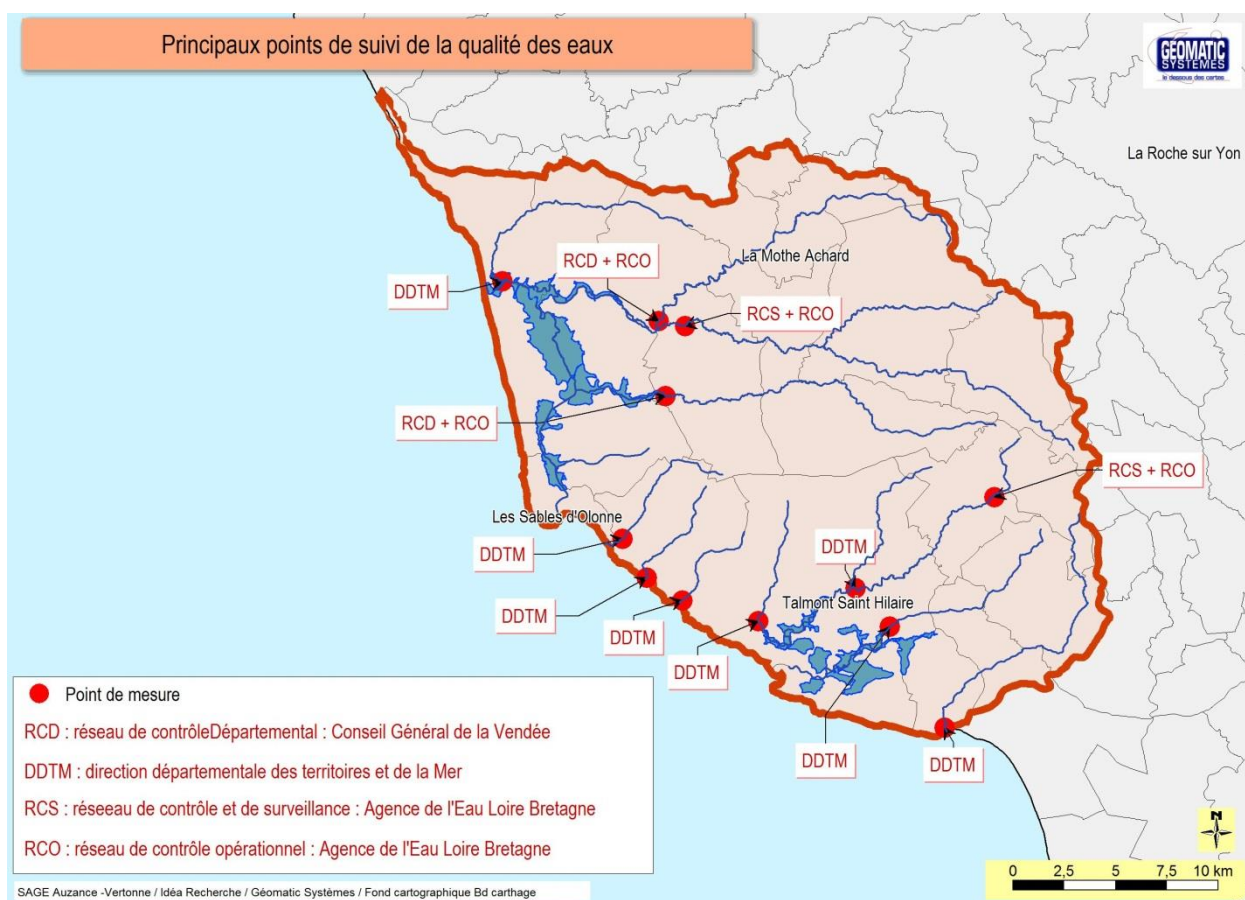 Principaux points de suivi de la qualité des eaux
GEOMATIC
SYSTEMES
le dessous des cartes
La Roche sur Yon
RCD + RCO
La Mothe Achard
DDTM
RCS + RCO
RCD + RCO
RCS + RCO
Les Sables d'Olonne
DDTM
DDTM
DDTM
Talmont Saint Hilaire
DDTM
DDTM
DDTM
DDTM
Point de mesure
RCD : réseau de contrôleDépartemental : Conseil Général de la Vendée
DDTM : direction départementale des territoires et de la Mer
RCS : réseeau de contrôle et de surveillance : Agence de l'Eau Loire Bretagne
RCO : réseau de contrôle opérationnel : Agence de l'Eau Loire Bretagne
N
0 2,5 5 7,5 10 km
SAGE Auzance -Vertonne / Idéa Recherche / Géomatic Systèmes / Fond cartographique Bd carthage